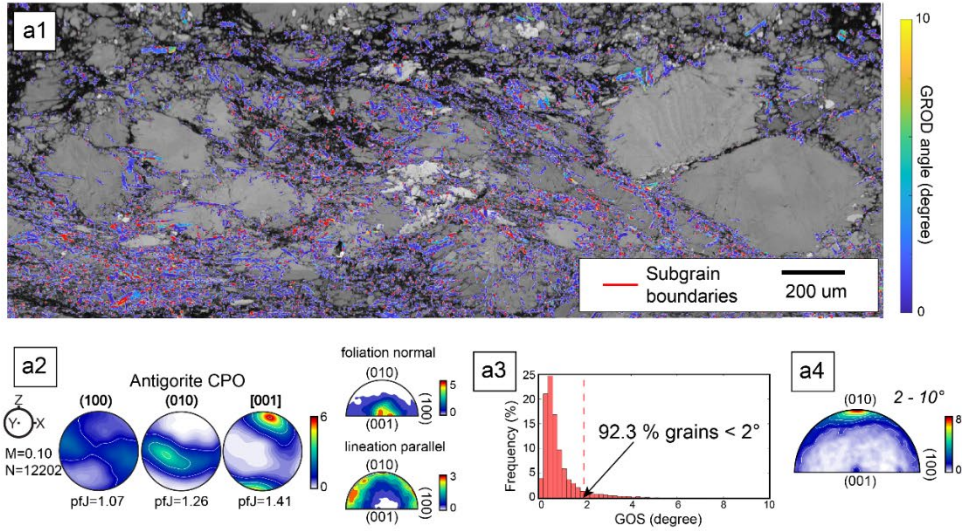 a1
10
GROD angle (degree)
0
Subgrain
boundaries
200 um
a2
Antigorite CPO
(100)
(010)
[001]
Z
Y
X
M=0.10
N=12202
pfJ=1.07
pfJ=1.26
pfJ=1.41
6
0
foliation normal
(010)
(001)
(100)
5
0
lineation parallel
(010)
(001)
(100)
3
0
a3
Frequency (%)
25
20
15
10
5
0
92.3 % grains < 2°
0
2
4
6
8
10
GOS (degree)
a4
(010)
2 - 10°
(001)
(100)
8
0